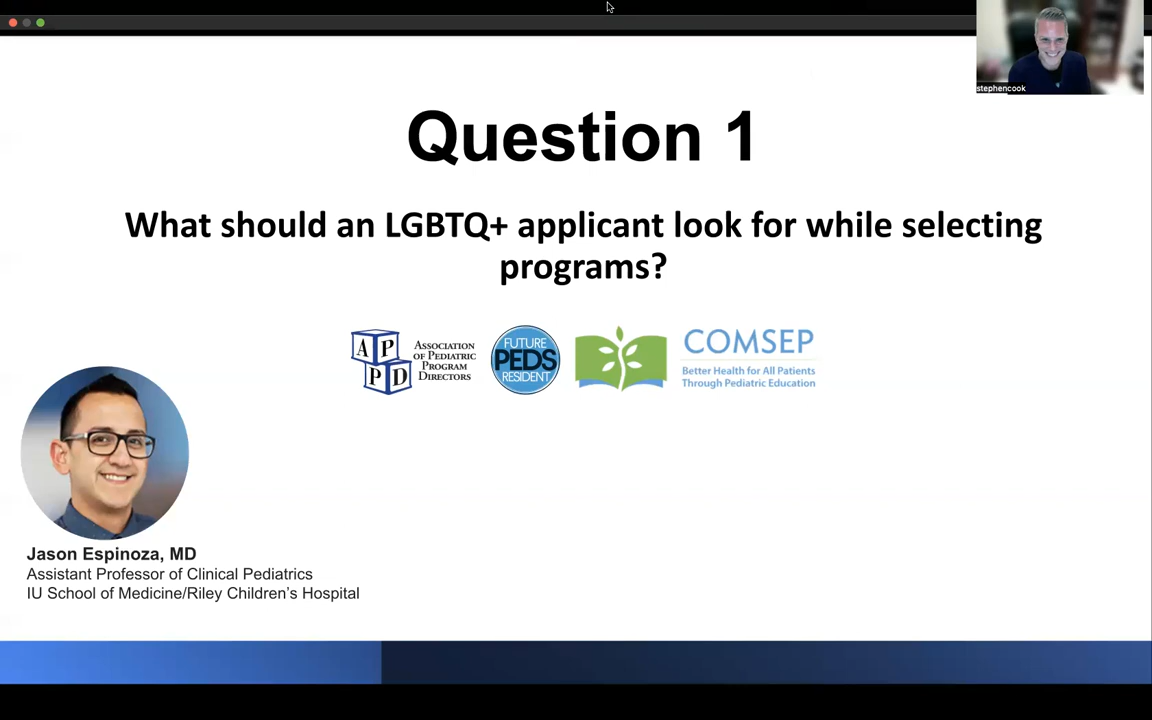 stephencook
Question 1
What should an LGBTQ+ applicant look for while selecting
programs?
A P
P D
ASSOCIATION
OF PEDIATRIC
PROGRAM
DIRECTORS
FUTURE
PEDS
RESIDENT
COMSEP
Better Health for All Patients
Through Pediatric Education
Jason Espinoza, MD
Assistant Professor of Clinical Pediatrics
IU School of Medicine/Riley Children's Hospital